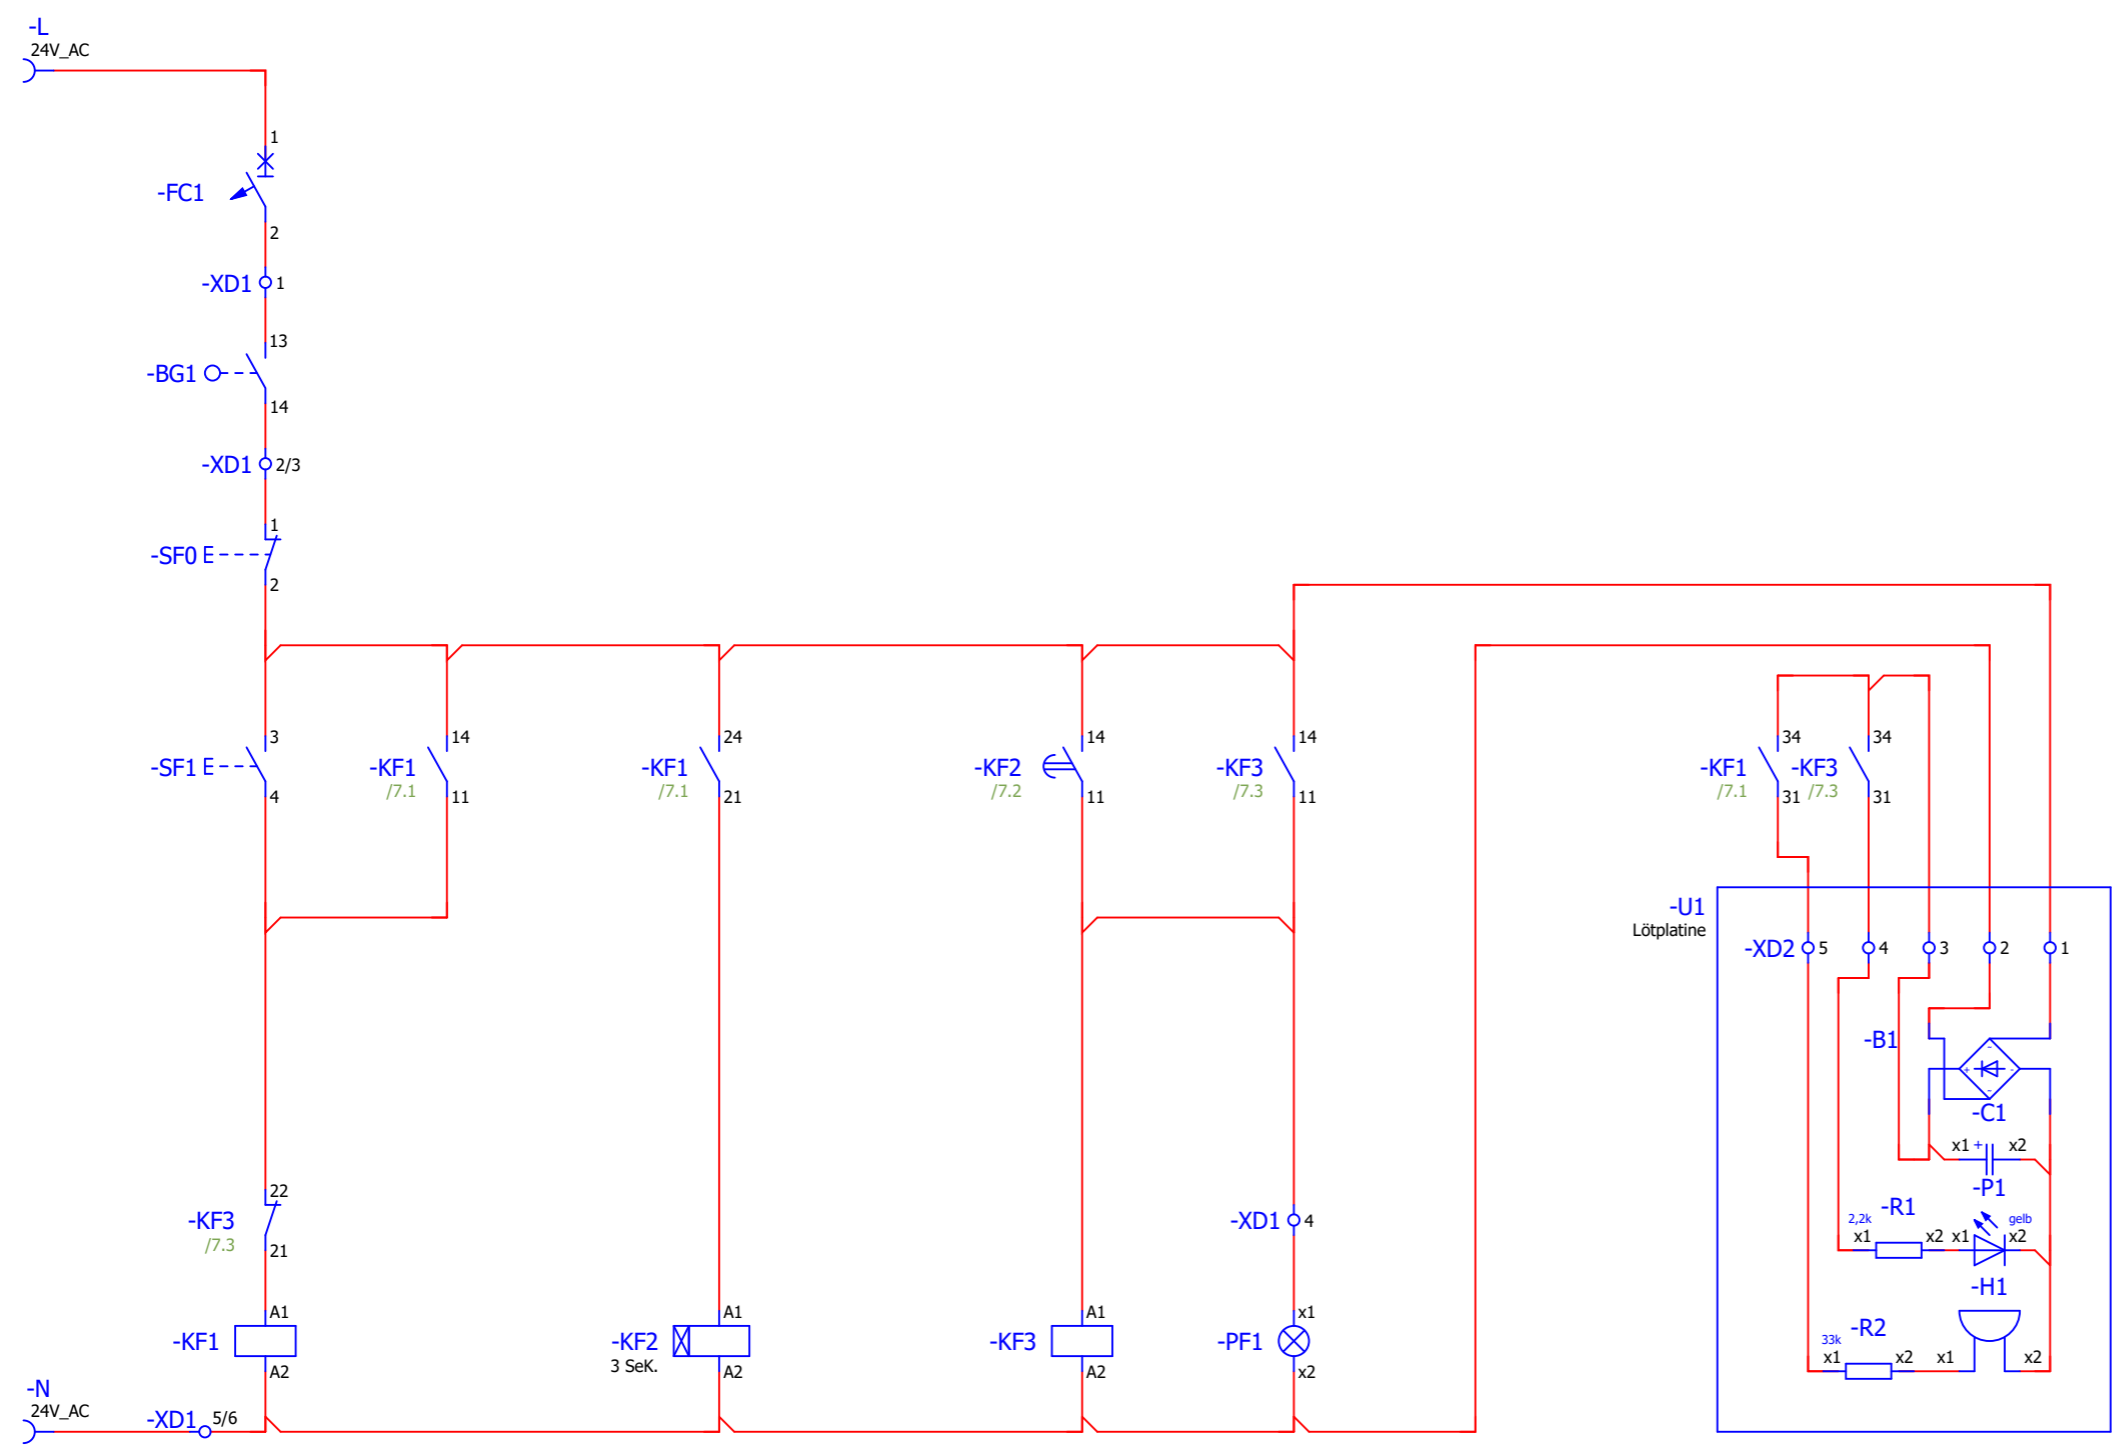 -L
24V_AC
1
-FC1
2
-XD1 1
13
-BG1
14
-XD1 2/3
1
-SF0 E
2
3 14 24 14 14 34 34
-SF1 E -KF1 -KF1 -KF2 -KF3 -KF1 -KF3
/7.1 /7.1 /7.2 /7.3 /7.1 /7.3
4 11 21 11 11 31 31
-U1
Lötplatine
-XD2 5 4 3 2 1
-B1
-C1
x1 + x2
-P1
22
-KF3
/7.3
21
-XD1 4
-R1
2,2k gelb
x1 x2 x1 x2
-H1
A1 A1 A1 x1
-KF1 -KF2 -KF3 -PF1
3 SeK.
A2 A2 A2 x2
-R2
33k
x1 x2 x1 x2
-N
24V_AC
-XD1 5/6